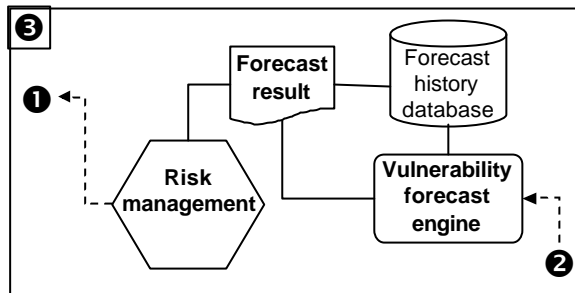 ❸
Forecast
result
Forecast
history
database
❶
Risk
management
Vulnerability
forecast
engine
❷